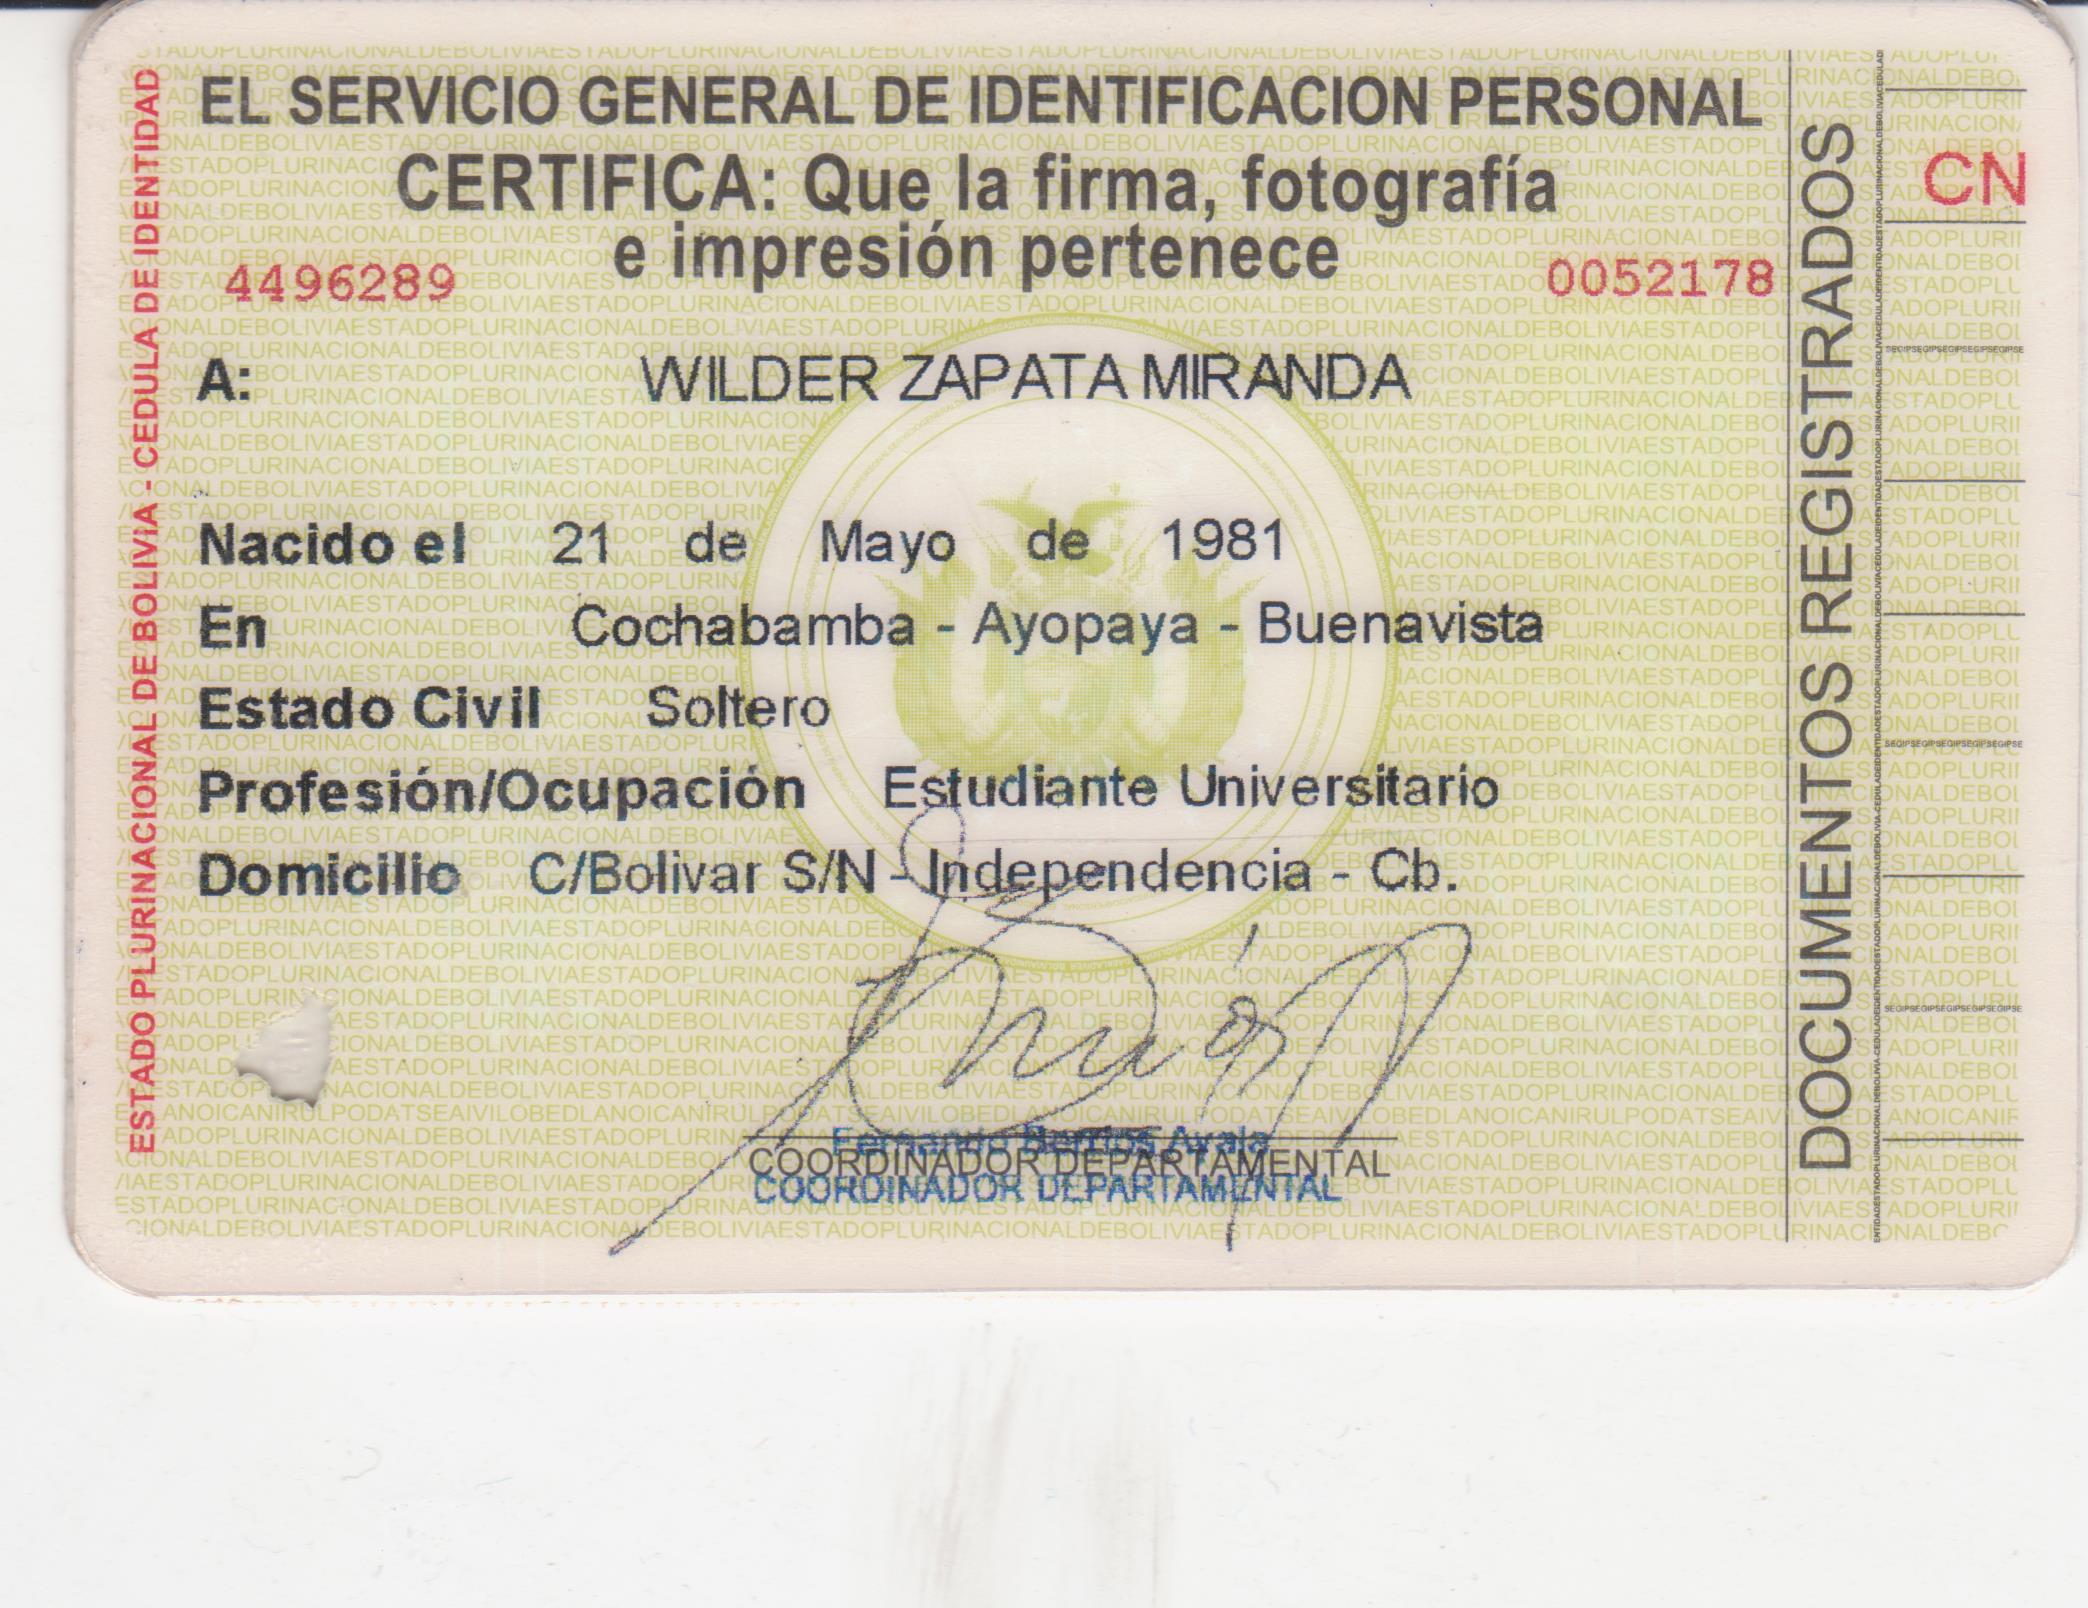 EL SERVICIO GENERAL DE IDENTIFICACION PERSONAL
CERTIFICA: Que la firma, fotografía
e impresión pertenece
4496289
0052178
A: WILDER ZAPATA MIRANDA
Nacido el 21 de Mayo de 1981
En Cochabamba - Ayopaya - Buenavista
Estado Civil Soltero
Profesión/Ocupación Estudiante Universitario
Domicilio C/Bolivar S/N - Independencia - Cb.
Fernando Berrios Ayala
COORDINADOR DEPARTAMENTAL
COORDINADOR DEPARTAMENTAL
ESTADO PLURINACIONAL DE BOLIVIA - CEDULA DE IDENTIDAD
DOCUMENTOS REGISTRADOS
CN